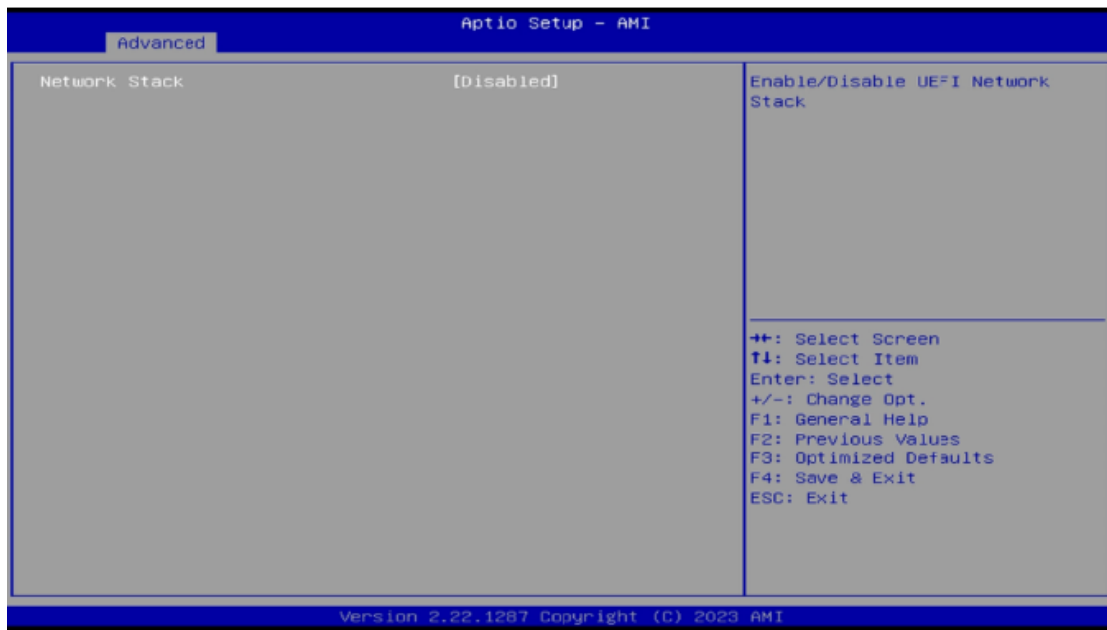 Aptio Setup - AMI
Advanced
Network Stack [Disabled]
Enable/Disable UEFI Network
Stack
→←: Select Screen
↑↓: Select Item
Enter: Select
+/-: Change Opt.
F1: General Help
F2: Previous Values
F3: Optimized Defaults
F4: Save & Exit
ESC: Exit
Version 2.22.1287 Copyright (C) 2023 AMI